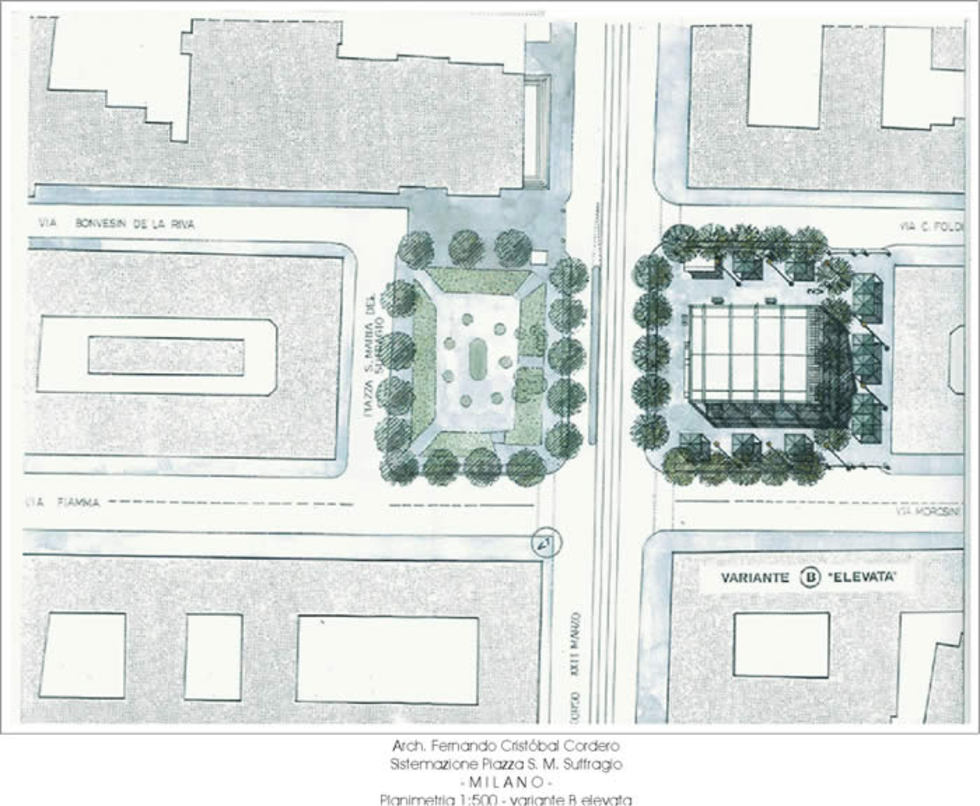 VIA BONVESIN DE LA RIVA
VIA C. FOLDI
PIAZZA S. MARIA DEL
SUFFRAGIO
VIA FIAMMA
VIA MOROSINI
VARIANTE B "ELEVATA"
CORSO XXII MARZO
Arch. Fernando Cristóbal Cordero
Sistemazione Piazza S. M. Suffragio
- MILANO -
Planimetria 1:500 - variante B elevata